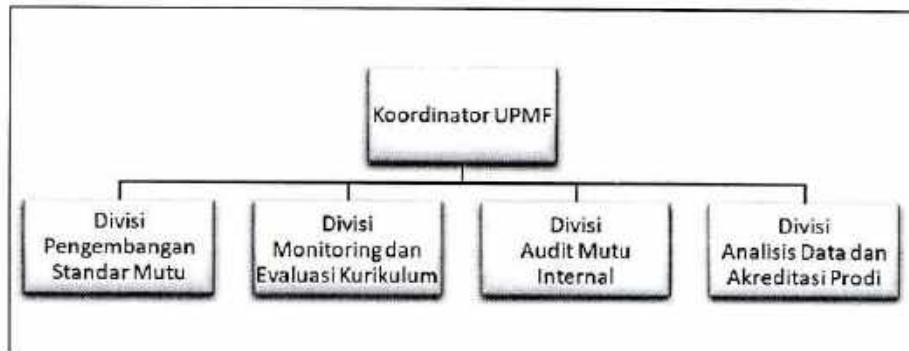 Koordinator UPMF
Divisi
Pengembangan
Standar Mutu
Divisi
Monitoring dan
Evaluasi Kurikulum
Divisi
Audit Mutu
Internal
Divisi
Analisis Data dan
Akreditasi Prodi